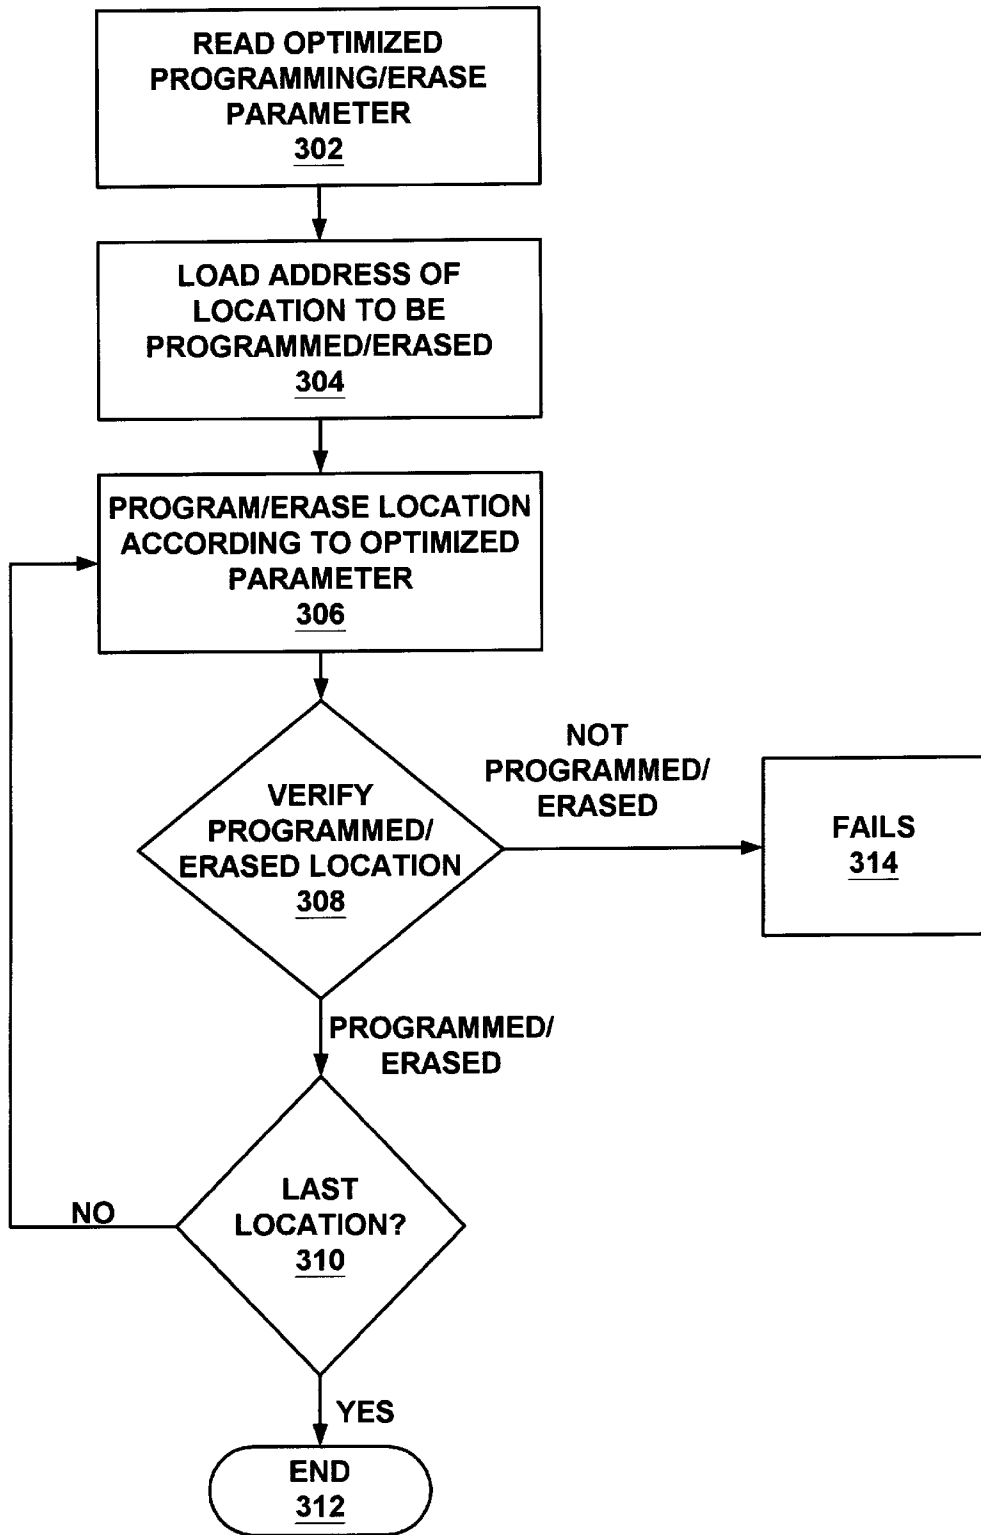 READ OPTIMIZED
PROGRAMMING/ERASE
PARAMETER
302
LOAD ADDRESS OF
LOCATION TO BE
PROGRAMMED/ERASED
304
PROGRAM/ERASE LOCATION
ACCORDING TO OPTIMIZED
PARAMETER
306
VERIFY
PROGRAMMED/
ERASED LOCATION
308
NOT
PROGRAMMED/
ERASED
FAILS
314
PROGRAMMED/
ERASED
LAST
LOCATION?
310
NO
YES
END
312